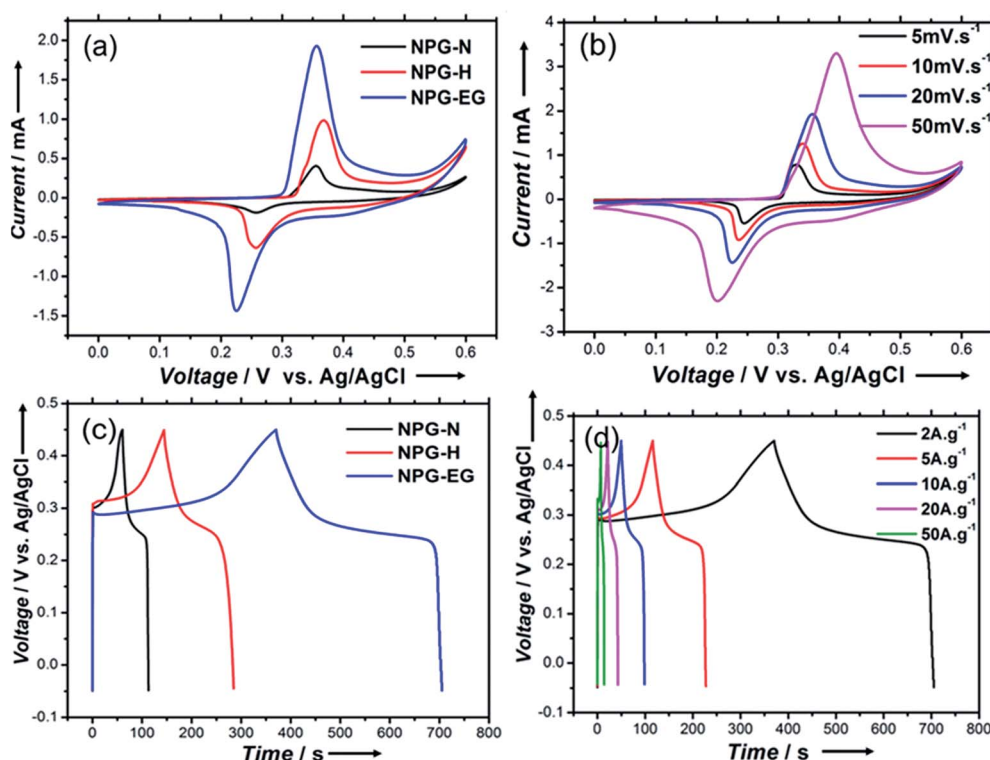 (a)
NPG-N
NPG-H
NPG-EG
Current / mA
2.0
1.5
1.0
0.5
0.0
-0.5
-1.0
-1.5
0.0 0.1 0.2 0.3 0.4 0.5 0.6
Voltage / V vs. Ag/AgCl
(b)
5mV.s-1
10mV.s-1
20mV.s-1
50mV.s-1
Current / mA
4
3
2
1
0
-1
-2
-3
0.0 0.1 0.2 0.3 0.4 0.5 0.6
Voltage / V vs. Ag/AgCl
(c)
NPG-N
NPG-H
NPG-EG
Voltage / V vs. Ag/AgCl
0.5
0.4
0.3
0.2
0.1
0.0
-0.1
0 100 200 300 400 500 600 700 800
Time / s
(d)
2A.g-1
5A.g-1
10A.g-1
20A.g-1
50A.g-1
Voltage / V vs. Ag/AgCl
0.5
0.4
0.3
0.2
0.1
0.0
-0.1
0 100 200 300 400 500 600 700 800
Time / s